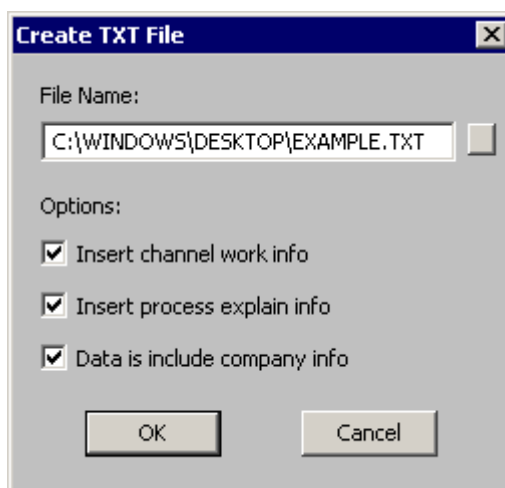 Create TXT File
File Name:
C:\WINDOWS\DESKTOP\EXAMPLE.TXT
Options:
Insert channel work info
Insert process explain info
Data is include company info
OK Cancel